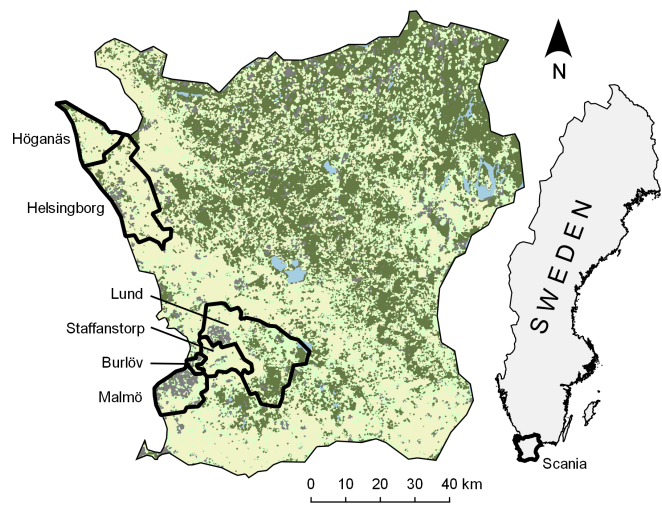 Höganäs
Helsingborg
Lund
Staffanstorp
Burlöv
Malmö
0 10 20 30 40 km
N
SWEDEN
Scania